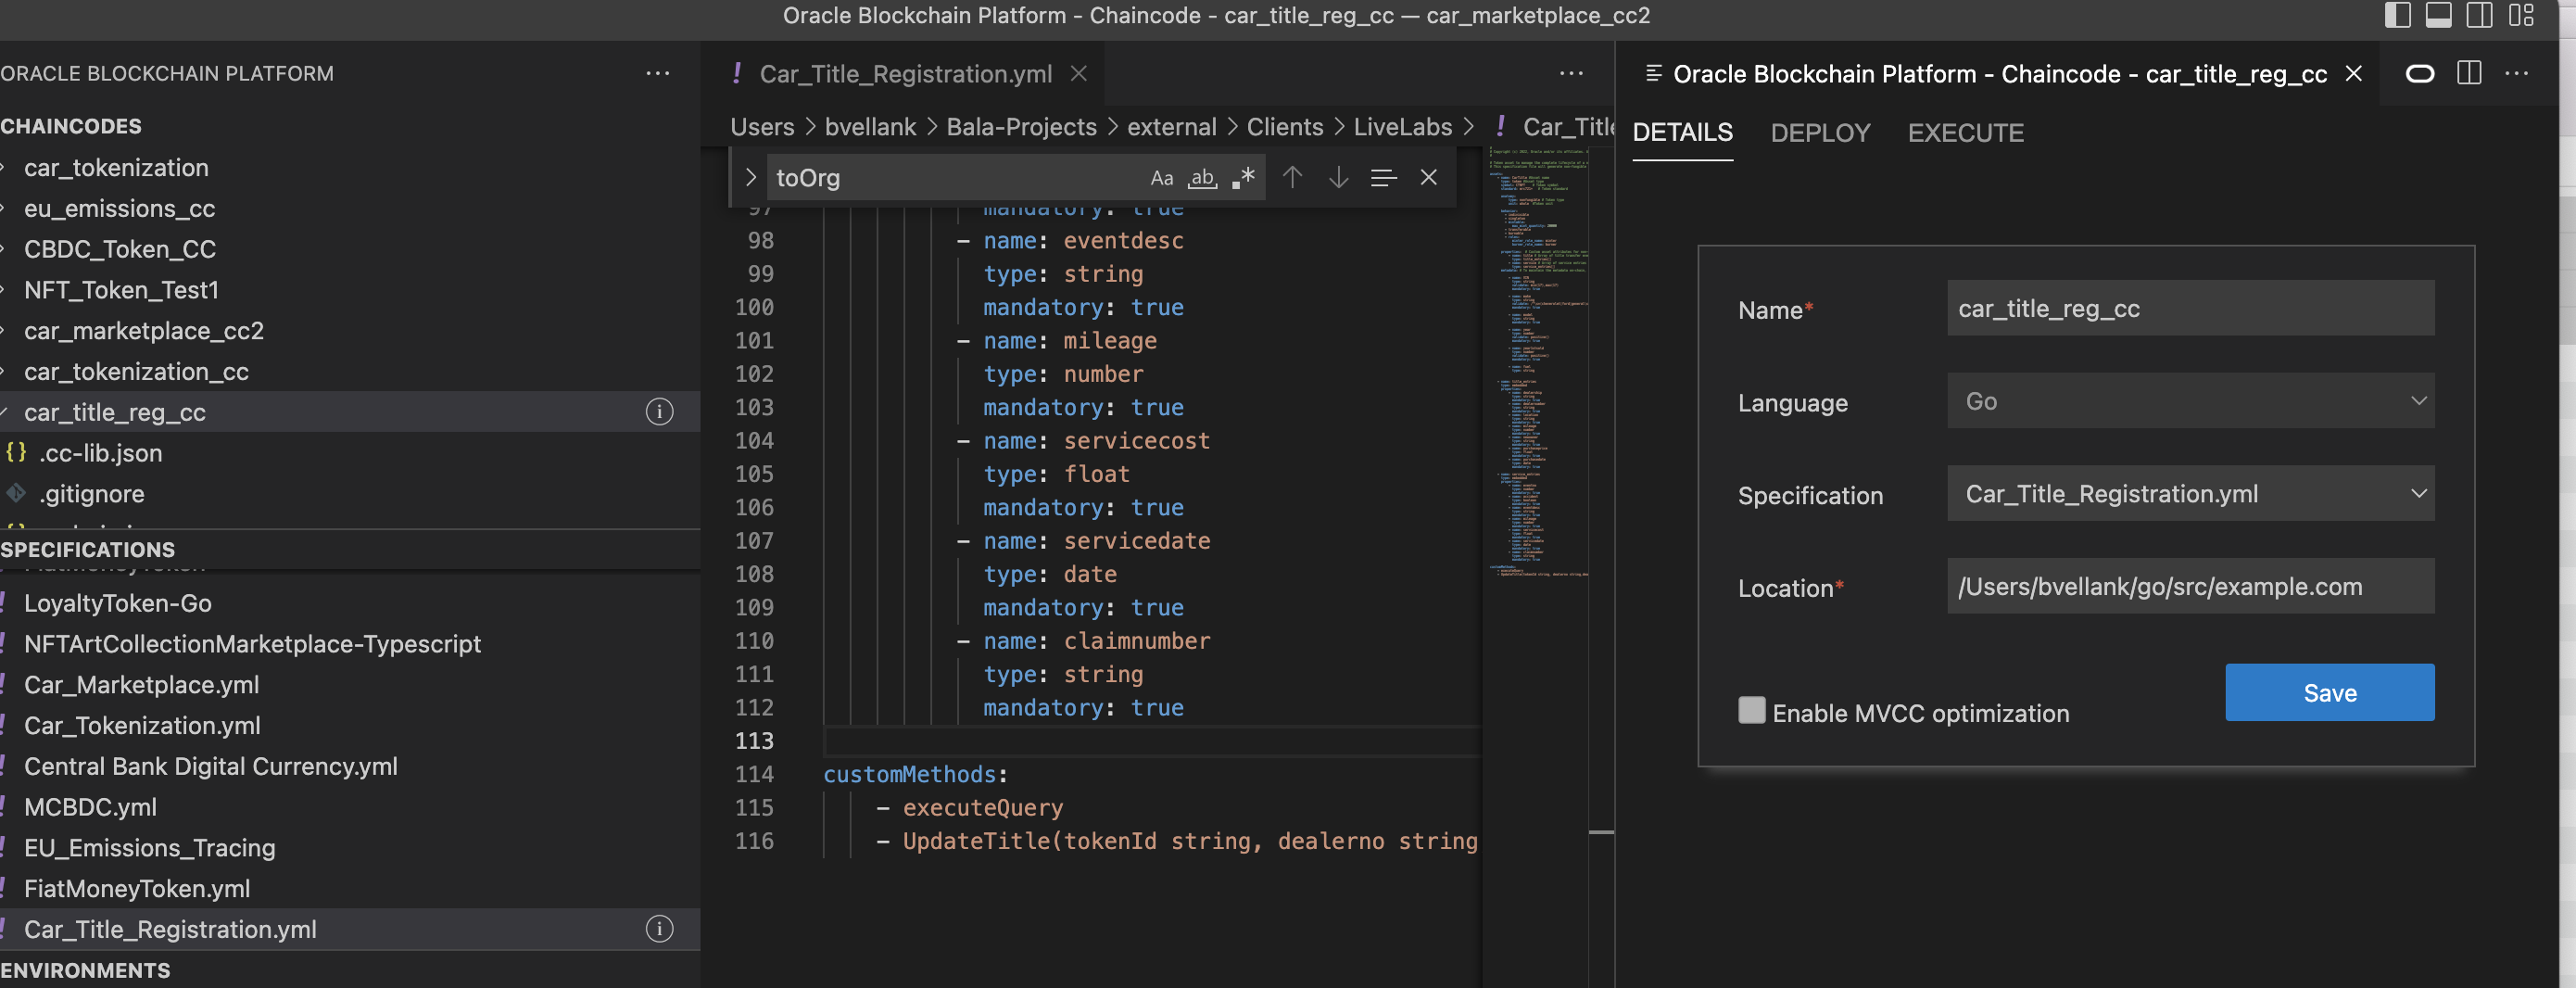 Oracle Blockchain Platform - Chaincode - car_title_reg_cc — car_marketplace_cc2
ORACLE BLOCKCHAIN PLATFORM
CHAINCODES
car_tokenization
eu_emissions_cc
CBDC_Token_CC
NFT_Token_Test1
car_marketplace_cc2
car_tokenization_cc
car_title_reg_cc
.cc-lib.json
.gitignore
SPECIFICATIONS
FiatMoneyToken
LoyaltyToken-Go
NFTArtCollectionMarketplace-Typescript
Car_Marketplace.yml
Car_Tokenization.yml
Central Bank Digital Currency.yml
MCBDC.yml
EU_Emissions_Tracing
FiatMoneyToken.yml
Car_Title_Registration.yml
ENVIRONMENTS
! Car_Title_Registration.yml
Users > bvellank > Bala-Projects > external > Clients > LiveLabs > ! Car_Title
toOrg Aa ab .*
97 mandatory: true
98 - name: eventdesc
99 type: string
100 mandatory: true
101 - name: mileage
102 type: number
103 mandatory: true
104 - name: servicecost
105 type: float
106 mandatory: true
107 - name: servicedate
108 type: date
109 mandatory: true
110 - name: claimnumber
111 type: string
112 mandatory: true
113
114 customMethods:
115 - executeQuery
116 - UpdateTitle(tokenId string, dealerno string
Oracle Blockchain Platform - Chaincode - car_title_reg_cc
DETAILS DEPLOY EXECUTE
Name* car_title_reg_cc
Language Go
Specification Car_Title_Registration.yml
Location* /Users/bvellank/go/src/example.com
Save
Enable MVCC optimization